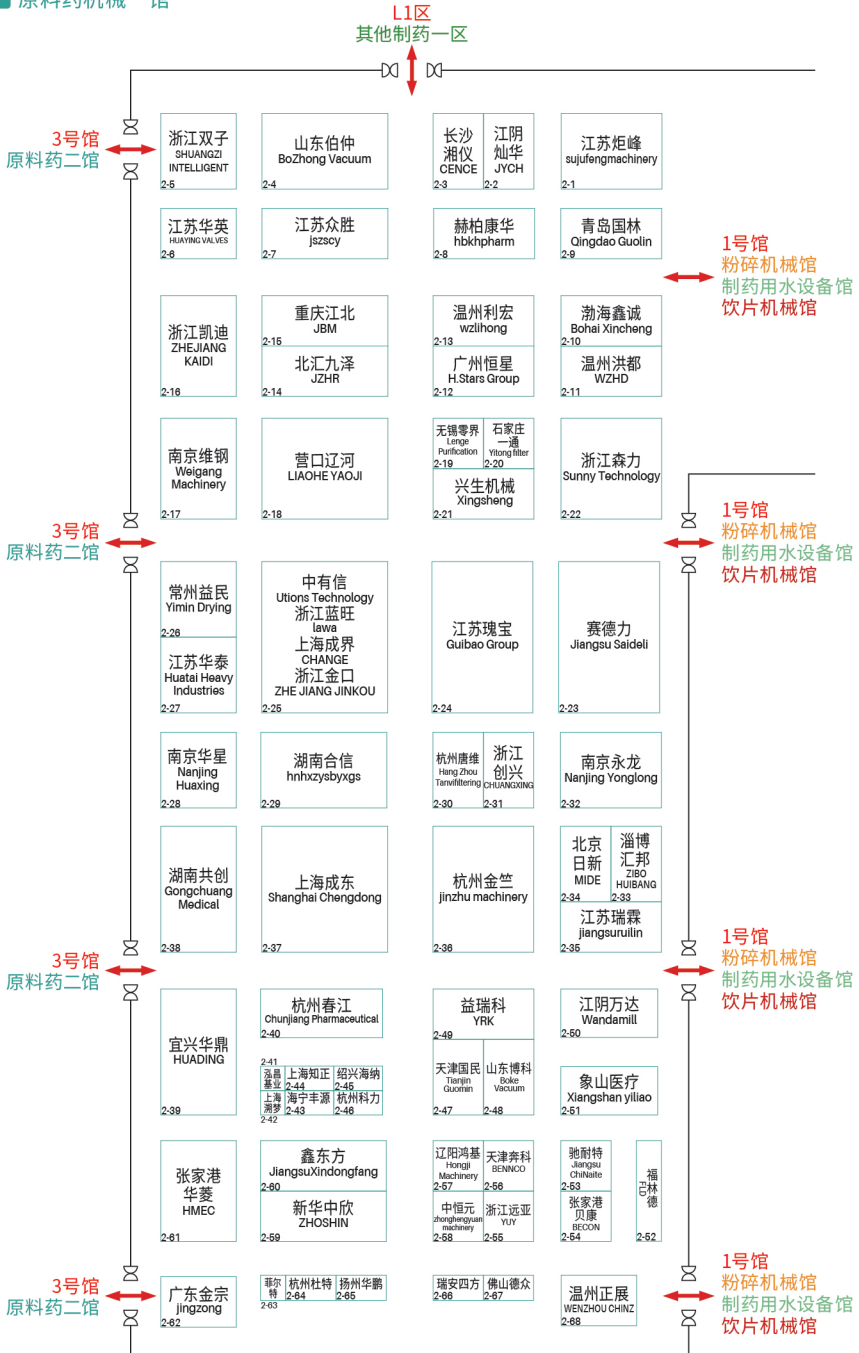 原料药机械一馆
L1区
其他制药一区
3号馆
原料药二馆
浙江双子
SHUANGZI
INTELLIGENT
2-5
山东伯仲
BoZhong Vacuum
2-4
长沙
湘仪
CENCE
2-3
江阴
灿华
JYCH
2-2
江苏炬峰
sujufengmachinery
2-1
江苏华英
HUAYING VALVES
2-6
江苏众胜
jszscy
2-7
赫柏康华
hbkhpharm
2-8
青岛国林
Qingdao Guolin
2-9
1号馆
粉碎机械馆
制药用水设备馆
饮片机械馆
浙江凯迪
ZHEJIANG
KAIDI
2-16
重庆江北
JBM
2-15
北汇九泽
JZHR
2-14
温州利宏
wzlihong
2-13
广州恒星
H.Stars Group
2-12
渤海鑫诚
Bohai Xincheng
2-10
温州洪都
WZHD
2-11
南京维钢
Weigang
Machinery
2-17
营口辽河
LIAOHE YAOJI
2-18
无锡零界
Lenge
Purification
2-19
石家庄
一通
Yitong filter
2-20
兴生机械
Xingsheng
2-21
浙江森力
Sunny Technology
2-22
3号馆
原料药二馆
1号馆
粉碎机械馆
制药用水设备馆
饮片机械馆
常州益民
Yimin Drying
2-26
江苏华泰
Huatai Heavy
Industries
2-27
中有信
Utions Technology
浙江蓝旺
lawa
上海成界
CHANGE
浙江金口
ZHE JIANG JINKOU
2-25
江苏瑰宝
Guibao Group
2-24
赛德力
Jiangsu Saideli
2-23
南京华星
Nanjing
Huaxing
2-28
湖南合信
hnhxzysbyxgs
2-29
杭州唐维
Hang Zhou
Tanvifiltering
2-30
浙江
创兴
CHUANGXING
2-31
南京永龙
Nanjing Yonglong
2-32
湖南共创
Gongchuang
Medical
2-38
上海成东
Shanghai Chengdong
2-37
杭州金竺
jinzhu machinery
2-36
北京
日新
MIDE
2-34
淄博
汇邦
ZIBO
HUIBANG
2-33
江苏瑞霖
jiangsuruilin
2-35
3号馆
原料药二馆
1号馆
粉碎机械馆
制药用水设备馆
饮片机械馆
宜兴华鼎
HUADING
2-39
杭州春江
Chunjiang Pharmaceutical
2-40
2-41
泓昌
基业
上海知正
2-44
绍兴海纳
2-45
上海
溯梦
2-42
海宁丰源
2-43
杭州科力
2-46
益瑞科
YRK
2-49
天津国民
Tianjin
Guomin
2-47
山东博科
Boke
Vacuum
2-48
江阴万达
Wandamill
2-50
象山医疗
Xiangshan yiliao
2-51
张家港
华菱
HMEC
2-61
鑫东方
JiangsuXindongfang
2-60
新华中欣
ZHOSHIN
2-59
辽阳鸿基
Hongji
Machinery
2-57
天津奔科
BENNCO
2-56
中恒元
zhonghengyuan
machinery
2-58
浙江远亚
YUY
2-55
驰耐特
Jiangsu
ChiNaite
2-53
张家港
贝康
BECON
2-54
福林德
FLD
2-52
3号馆
原料药二馆
广东金宗
jingzong
2-62
菲尔
特
2-63
杭州杜特
2-64
扬州华鹏
2-65
瑞安四方
2-66
佛山德众
2-67
温州正展
WENZHOU CHINZ
2-68
1号馆
粉碎机械馆
制药用水设备馆
饮片机械馆